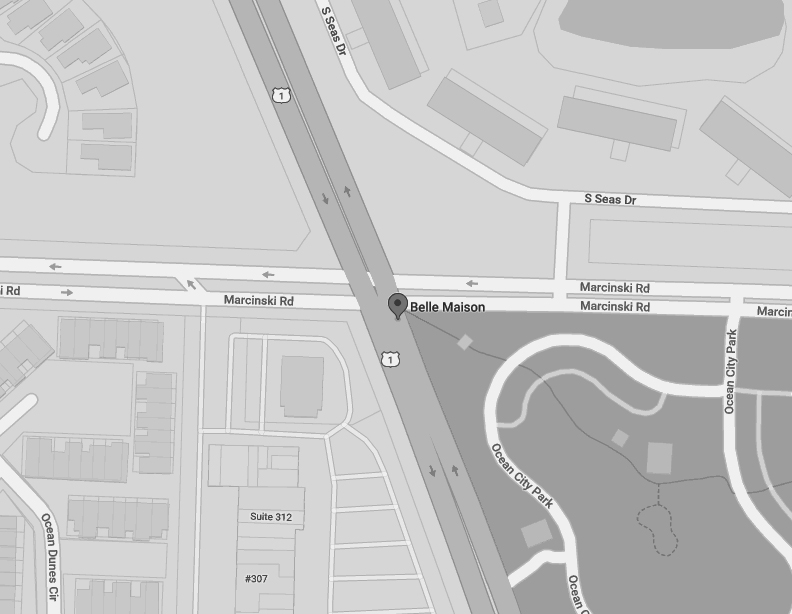 S Seas Dr
1
S Seas Dr
Marcinski Rd
i Rd
Marcinski Rd
Belle Maison
Marcinski Rd
Marcin
1
Ocean City Park
Ocean City Park
Suite 312
Ocean Dunes Cir
#307
Ocean C